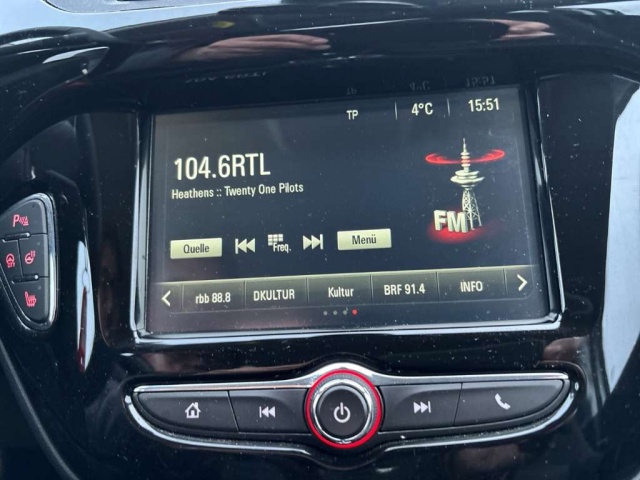 TP 4°C 15:51
104.6RTL
Heathens :: Twenty One Pilots
FM
Quelle Freq. Menü
rbb 88.8 DKULTUR Kultur BRF 91.4 INFO